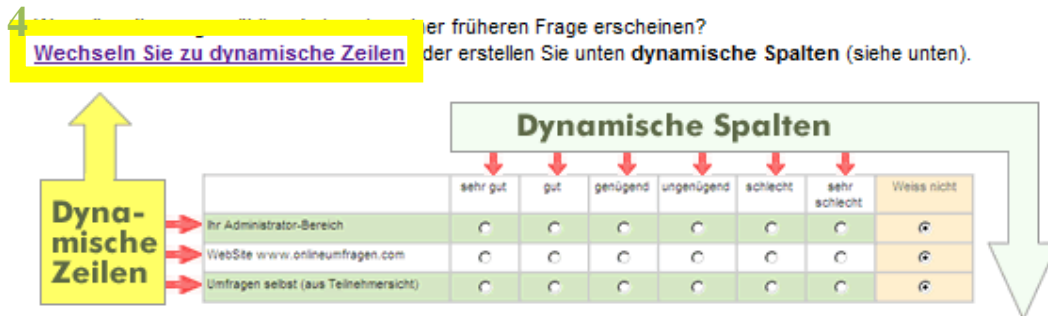 4
her früheren Frage erscheinen?
Wechseln Sie zu dynamische Zeilen der erstellen Sie unten dynamische Spalten (siehe unten).
Dynamische Spalten
sehr gut gut genügend ungenügend schlecht sehr schlecht Weiss nicht
Dyna-
mische
Zeilen
Ihr Administrator-Bereich
WebSite www.onlineumfragen.com
Umfragen selbst (aus Teilnehmersicht)